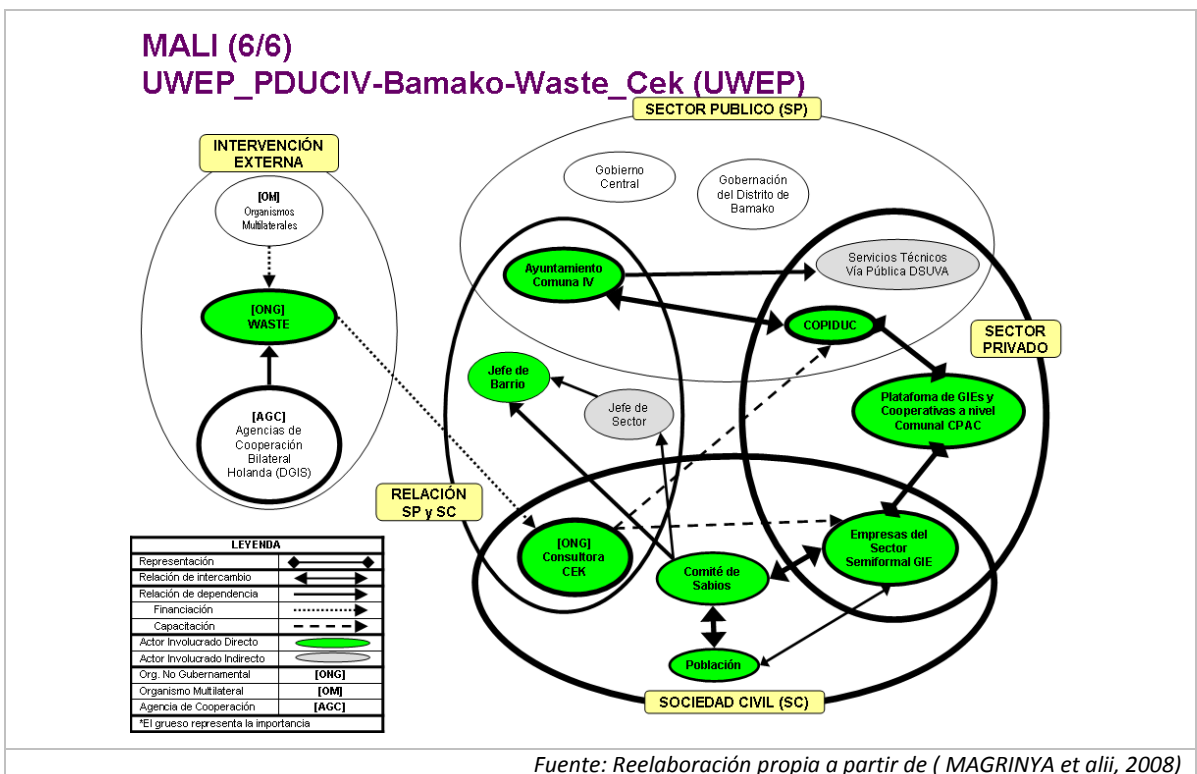 MALI (6/6)
UWEP_PDUCIV-Bamako-Waste_Cek (UWEP)
SECTOR PUBLICO (SP)
INTERVENCIÓN
EXTERNA
[OM]
Organismos
Multilaterales
[ONG]
WASTE
[AGC]
Agencias de
Cooperación
Bilateral
Holanda (DGIS)
Gobierno
Central
Gobernación
del Distrito de
Bamako
Ayuntamiento
Comuna IV
Servicios Técnicos
Vía Pública DSUVA
COPIDUC
SECTOR
PRIVADO
Jefe de
Barrio
Jefe de
Sector
Plataforma de GIEs y
Cooperativas a nivel
Comunal CPAC
RELACIÓN
SP y SC
[ONG]
Consultora
CEK
Comité de
Sabios
Empresas del
Sector
Semiformal GIE
Población
SOCIEDAD CIVIL (SC)
LEYENDA
Representación
Relación de intercambio
Relación de dependencia
Financiación
Capacitación
Actor Involucrado Directo
Actor Involucrado Indirecto
Org. No Gubernamental [ONG]
Organismo Multilateral [OM]
Agencia de Cooperación [AGC]
*El grueso representa la importancia
Fuente: Reelaboración propia a partir de ( MAGRINYA et alii, 2008)